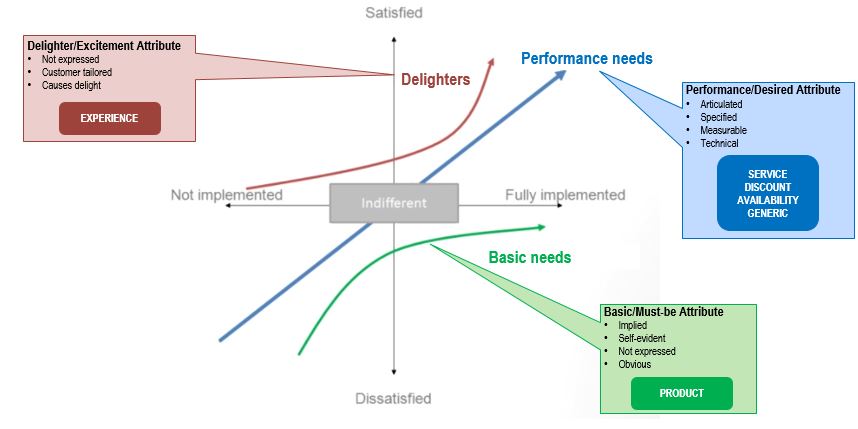 Satisfied
Delighter/Excitement Attribute
• Not expressed
• Customer tailored
• Causes delight
EXPERIENCE
Delighters
Performance needs
Performance/Desired Attribute
• Articulated
• Specified
• Measurable
• Technical
SERVICE
DISCOUNT
AVAILABILITY
GENERIC
Not implemented
Indifferent
Fully implemented
Basic needs
Basic/Must-be Attribute
• Implied
• Self-evident
• Not expressed
• Obvious
PRODUCT
Dissatisfied